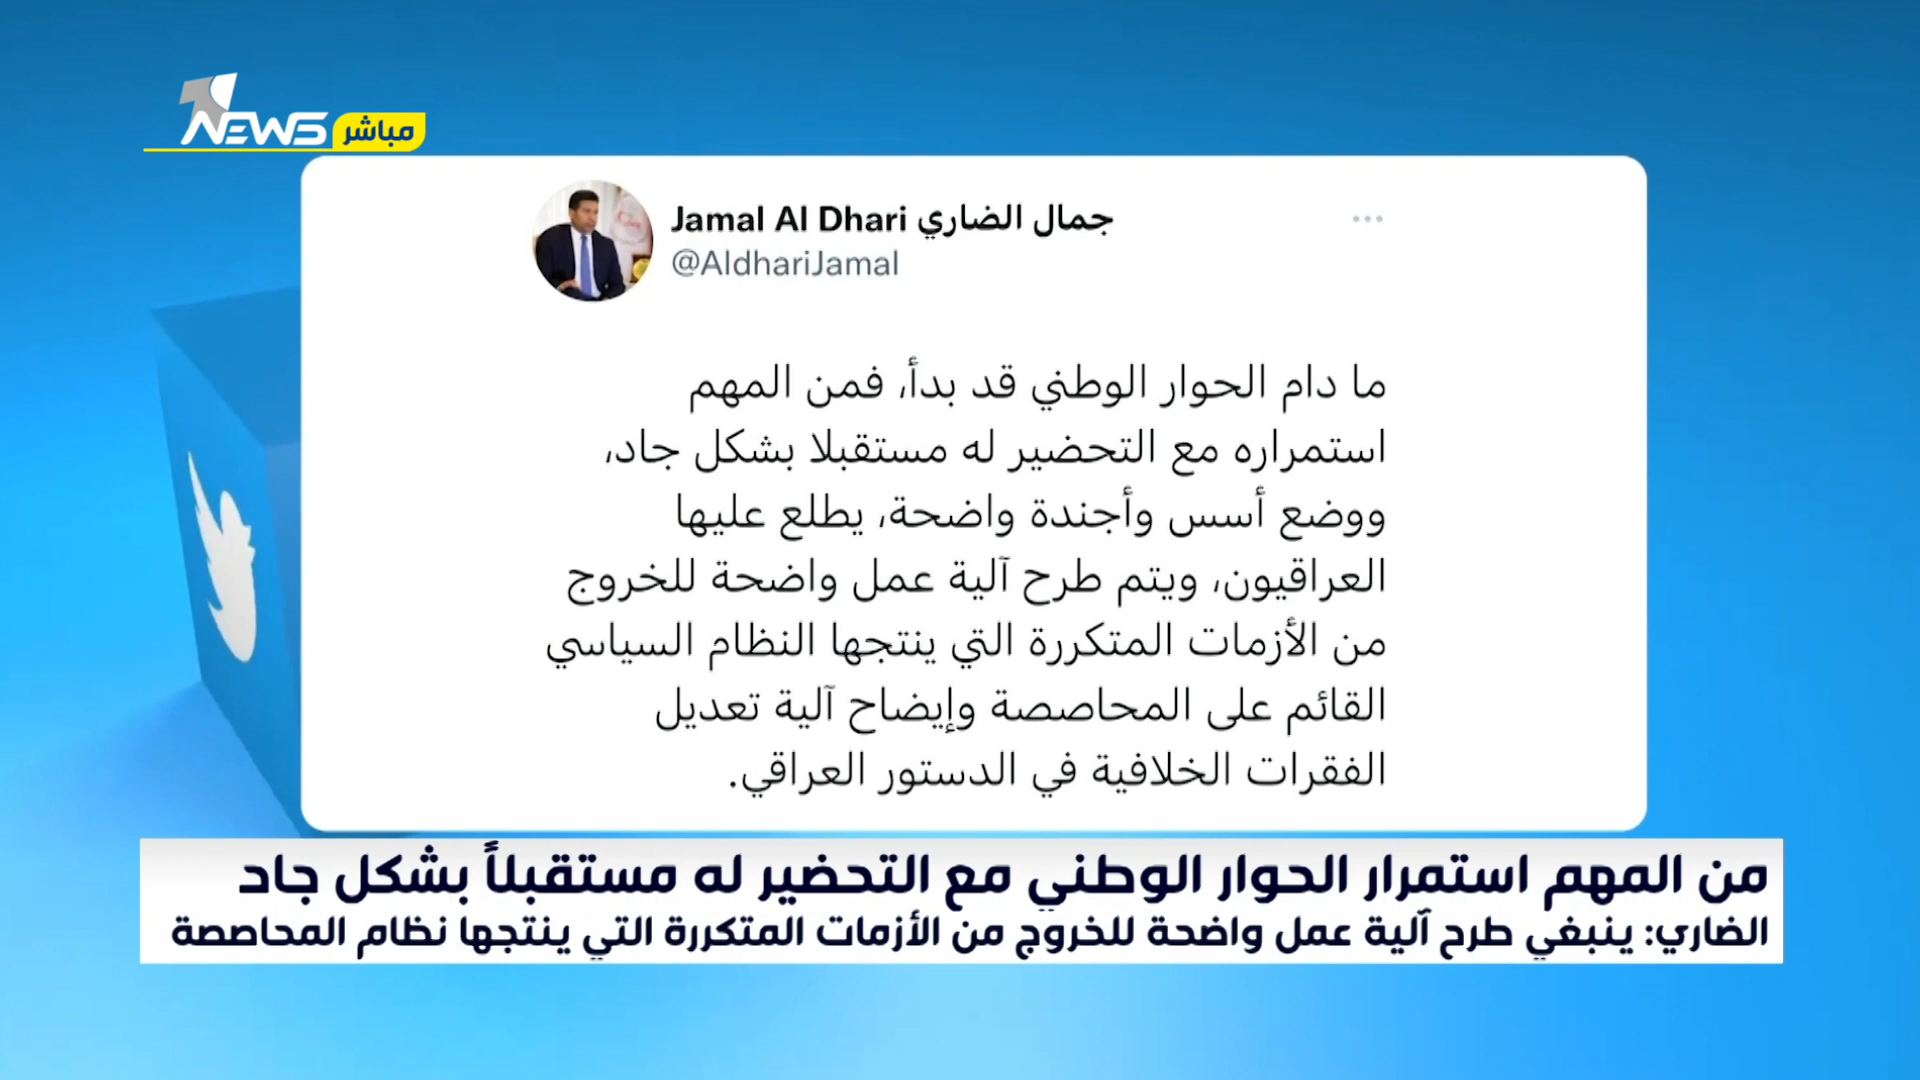 NEWS مباشر
Jamal Al Dhari جمال الضاري
@AldhariJamal
ما دام الحوار الوطني قد بدأ، فمن المهم
استمراره مع التحضير له مستقبلا بشكل جاد،
ووضع أسس وأجندة واضحة، يطلع عليها
العراقيون، ويتم طرح آلية عمل واضحة للخروج
من الأزمات المتكررة التي ينتجها النظام السياسي
القائم على المحاصصة وإيضاح آلية تعديل
الفقرات الخلافية في الدستور العراقي.
من المهم استمرار الحوار الوطني مع التحضير له مستقبلاً بشكل جاد
الضاري: ينبغي طرح آلية عمل واضحة للخروج من الأزمات المتكررة التي ينتجها نظام المحاصصة